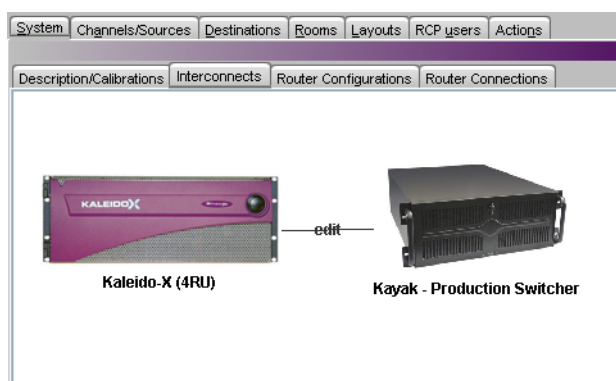 System Channels/Sources Destinations Rooms Layouts RCP users Actions
Description/Calibrations Interconnects Router Configurations Router Connections
KALEIDOX
edit
Kaleido-X (4RU)
Kayak - Production Switcher